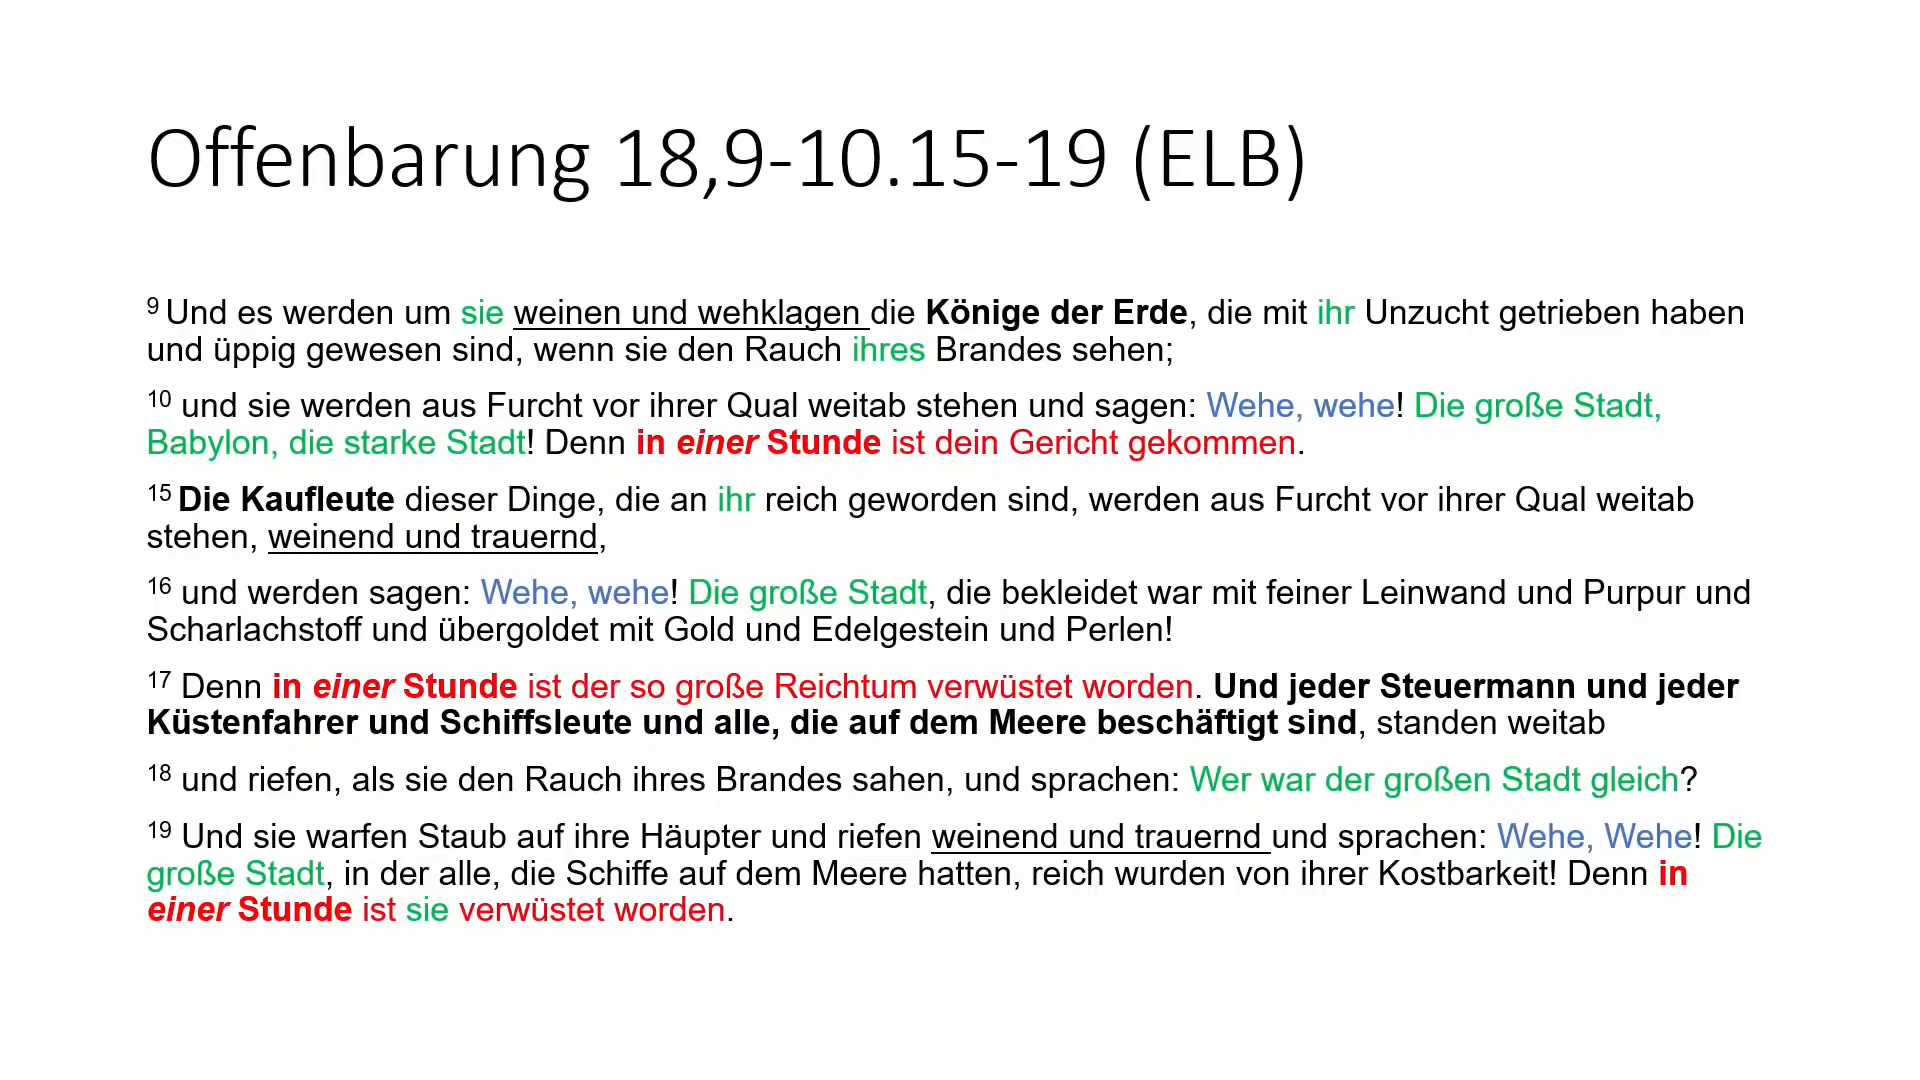 Offenbarung 18,9-10.15-19 (ELB)
9 Und es werden um sie weinen und wehklagen die Könige der Erde, die mit ihr Unzucht getrieben haben
und üppig gewesen sind, wenn sie den Rauch ihres Brandes sehen;
10 und sie werden aus Furcht vor ihrer Qual weitab stehen und sagen: Wehe, wehe! Die große Stadt,
Babylon, die starke Stadt! Denn in einer Stunde ist dein Gericht gekommen.
15 Die Kaufleute dieser Dinge, die an ihr reich geworden sind, werden aus Furcht vor ihrer Qual weitab
stehen, weinend und trauernd,
16 und werden sagen: Wehe, wehe! Die große Stadt, die bekleidet war mit feiner Leinwand und Purpur und
Scharlachstoff und übergoldet mit Gold und Edelgestein und Perlen!
17 Denn in einer Stunde ist der so große Reichtum verwüstet worden. Und jeder Steuermann und jeder
Küstenfahrer und Schiffsleute und alle, die auf dem Meere beschäftigt sind, standen weitab
18 und riefen, als sie den Rauch ihres Brandes sahen, und sprachen: Wer war der großen Stadt gleich?
19 Und sie warfen Staub auf ihre Häupter und riefen weinend und trauernd und sprachen: Wehe, Wehe! Die
große Stadt, in der alle, die Schiffe auf dem Meere hatten, reich wurden von ihrer Kostbarkeit! Denn in
einer Stunde ist sie verwüstet worden.